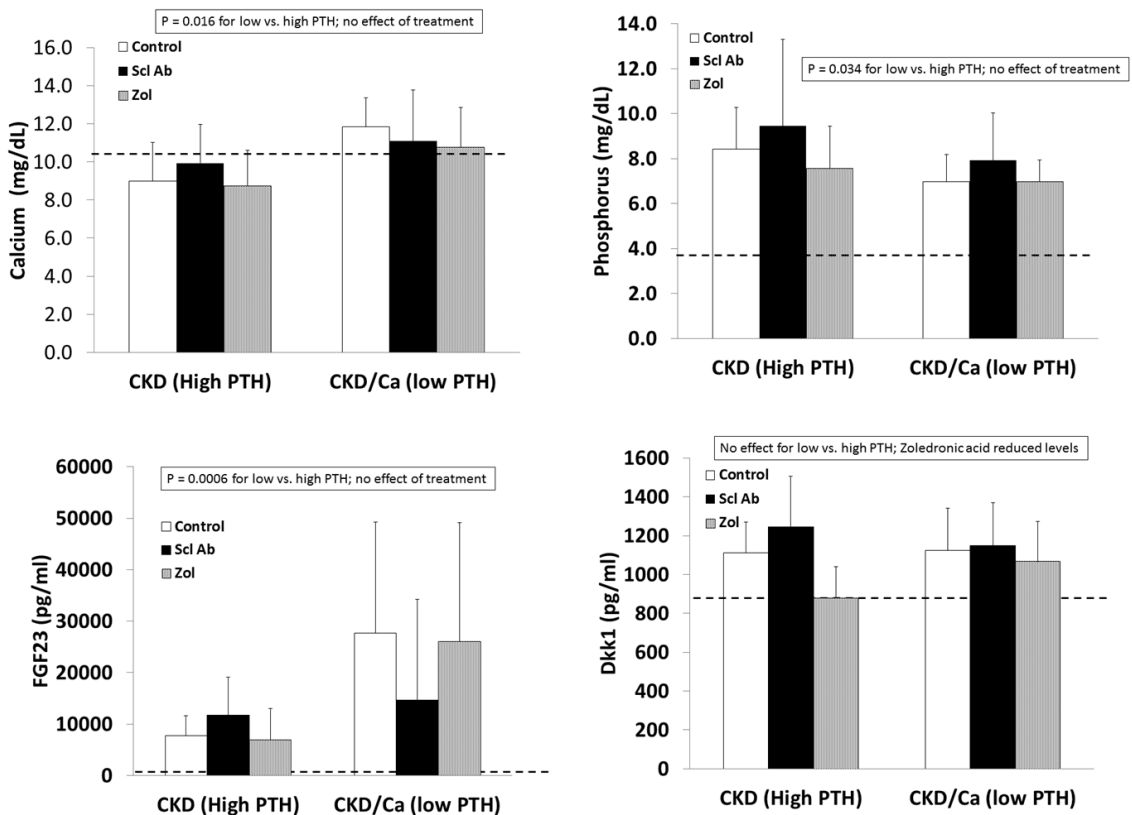 P = 0.016 for low vs. high PTH; no effect of treatment
Calcium (mg/dL)
16.0
14.0
12.0
10.0
8.0
6.0
4.0
2.0
0.0
Control
Scl Ab
Zol
CKD (High PTH)
CKD/Ca (low PTH)
P = 0.034 for low vs. high PTH; no effect of treatment
Phosphorus (mg/dL)
14.0
12.0
10.0
8.0
6.0
4.0
2.0
0.0
Control
Scl Ab
Zol
CKD (High PTH)
CKD/Ca (low PTH)
P = 0.0006 for low vs. high PTH; no effect of treatment
FGF23 (pg/ml)
60000
50000
40000
30000
20000
10000
0
Control
Scl Ab
Zol
CKD (High PTH)
CKD/Ca (low PTH)
No effect for low vs. high PTH; Zoledronic acid reduced levels
Dkk1 (pg/ml)
1600
1400
1200
1000
800
600
400
200
0
Control
Scl Ab
Zol
CKD (High PTH)
CKD/Ca (low PTH)